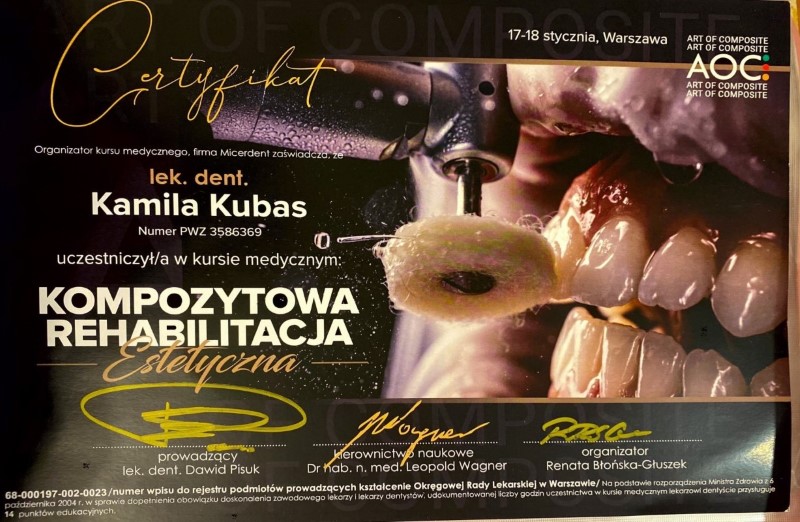 17-18 stycznia, Warszawa
ART OF COMPOSITE
ART OF COMPOSITE
AOC
ART OF COMPOSITE
ART OF COMPOSITE
Certyfikat
Organizator kursu medycznego, firma Micerdent zaświadcza, że
lek. dent.
Kamila Kubas
Numer PWZ 3586369
uczestniczył/a w kursie medycznym:
KOMPOZYTOWA
REHABILITACJA
Estetyczna
prowadzący
lek. dent. Dawid Pisuk
kierownictwo naukowe
Dr hab. n. med. Leopold Wagner
organizator
Renata Błońska-Głuszek
68-000197-002-0023/numer wpisu do rejestru podmiotów prowadzących kształcenie Okręgowej Rady Lekarskiej w Warszawie/ Na podstawie rozporządzenia Ministra Zdrowia z 6
października 2004 r. w sprawie dopełnienia obowiązku doskonalenia zawodowego lekarzy i lekarzy dentystów, udokumentowanej liczby godzin uczestnictwa w kursie medycznym lekarzowi dentyście przysługuje
14 punktów edukacyjnych.